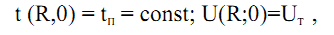 t (R,0) = tп = const; U(R;0)=Uт ,